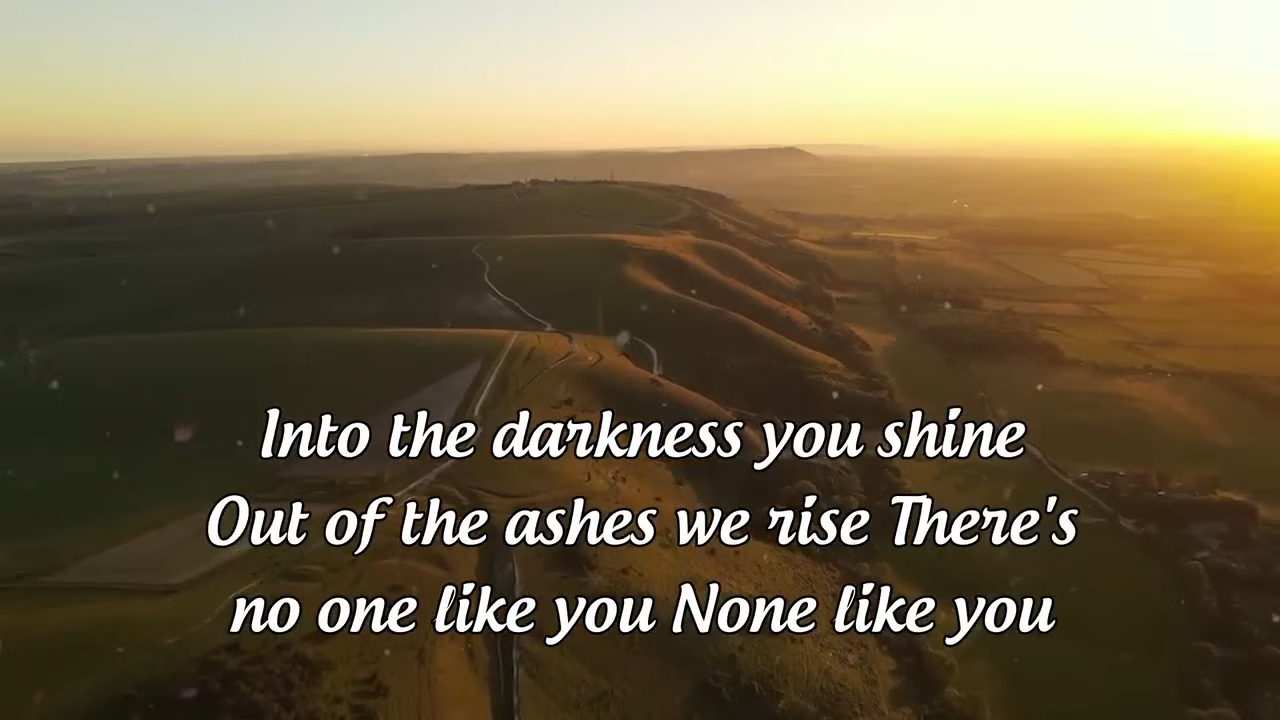 Into the darkness you shine
Out of the ashes we rise There's
no one like you None like you